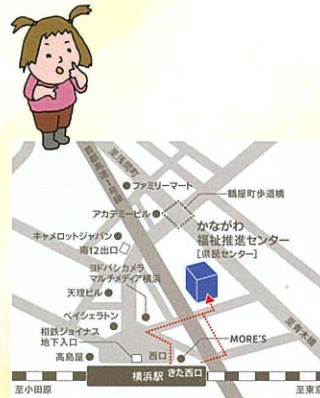 至浅間町
ファミリーマート
鶴屋町歩道橋
アカデミービル
かながわ
福祉推進センター
[県民センター]
キャメロットジャパン
南12出口
ヨドバシカメラ
マルチメディア横浜
天理ビル
ベイシェラトン
相鉄ジョイナス
地下入口
至青木橋
MORE'S
高島屋
西口
横浜駅
きた西口
至小田原
至東京